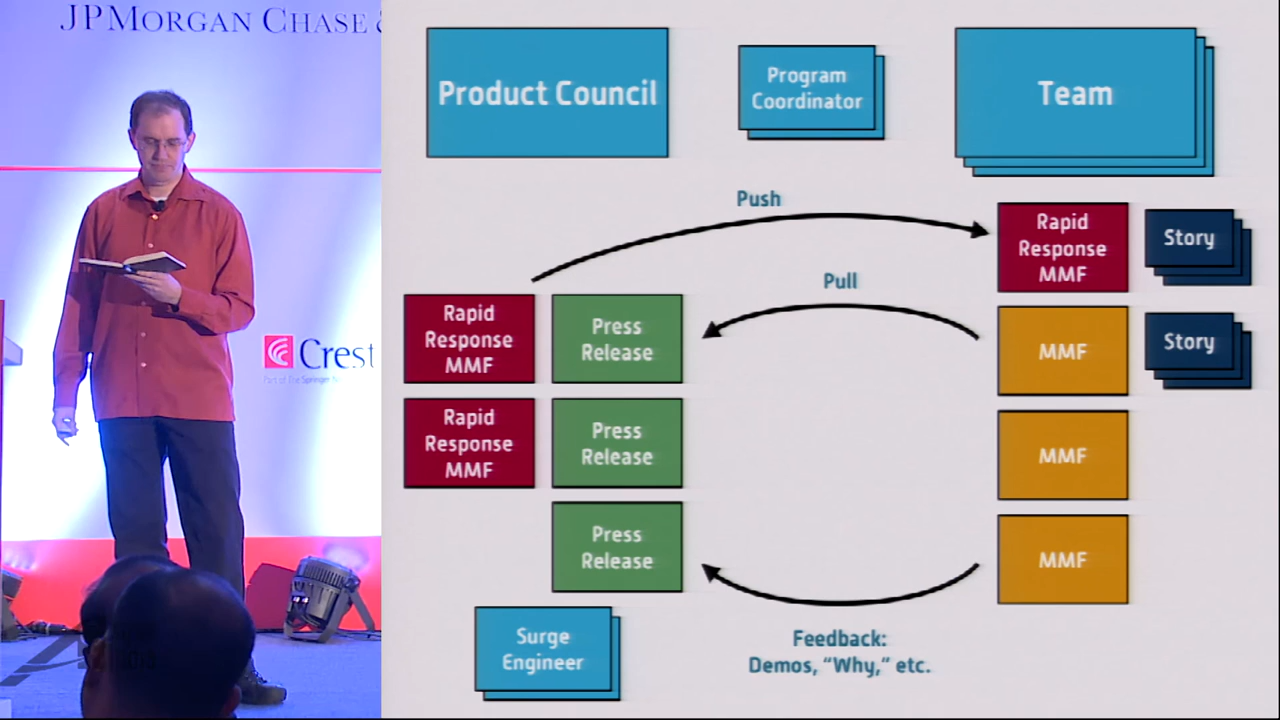 JPMORGAN CHASE &
Crest
Product Council
Program
Coordinator
Team
Push
Rapid
Response
MMF
Story
Pull
Rapid
Response
MMF
Press
Release
MMF
Story
Rapid
Response
MMF
Press
Release
MMF
Press
Release
MMF
Surge
Engineer
Feedback:
Demos, “Why,” etc.